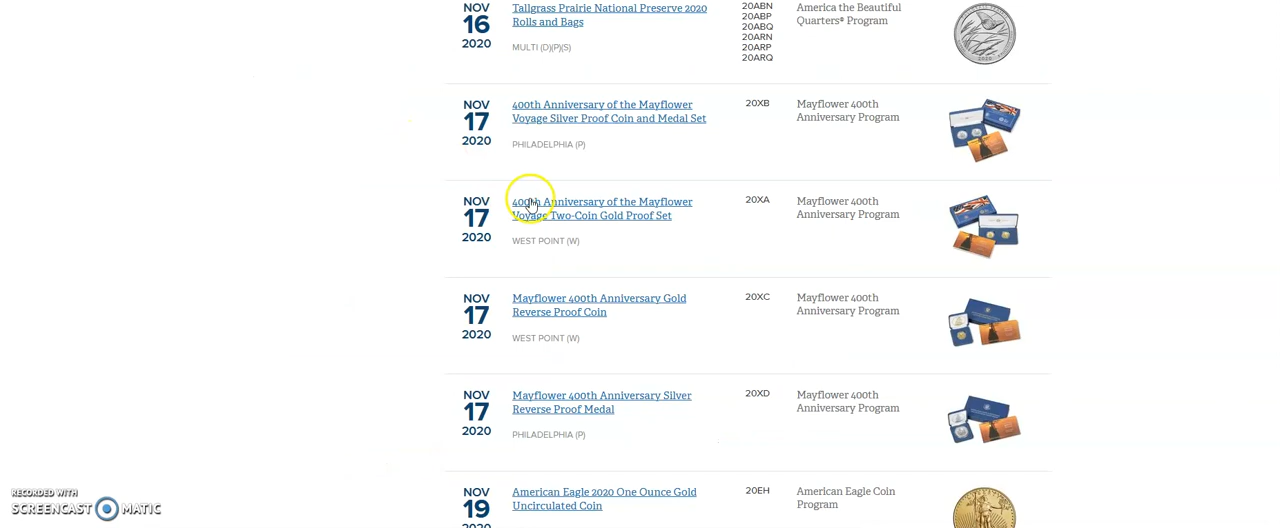 NOV
16
2020
Tallgrass Prairie National Preserve 2020
Rolls and Bags
MULTI (D)(P)(S)
20ABN
20ABP
20ABQ
20ARN
20ARP
20ARQ
America the Beautiful
Quarters® Program
NOV
17
2020
400th Anniversary of the Mayflower
Voyage Silver Proof Coin and Medal Set
PHILADELPHIA (P)
20XB
Mayflower 400th
Anniversary Program
NOV
17
2020
400th Anniversary of the Mayflower
Voyage Two-Coin Gold Proof Set
WEST POINT (W)
20XA
Mayflower 400th
Anniversary Program
NOV
17
2020
Mayflower 400th Anniversary Gold
Reverse Proof Coin
WEST POINT (W)
20XC
Mayflower 400th
Anniversary Program
NOV
17
2020
Mayflower 400th Anniversary Silver
Reverse Proof Medal
PHILADELPHIA (P)
20XD
Mayflower 400th
Anniversary Program
NOV
19
2020
American Eagle 2020 One Ounce Gold
Uncirculated Coin
20EH
American Eagle Coin
Program
RECORDED WITH
SCREENCAST MATIC